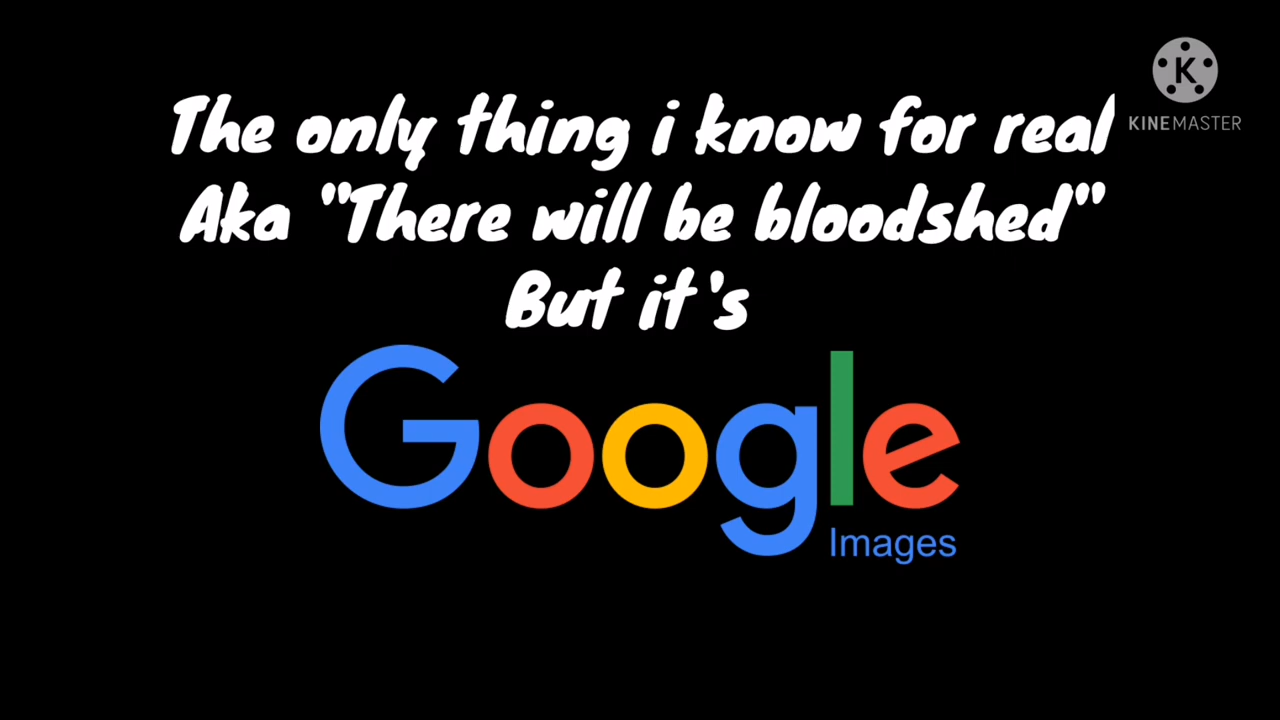 The only thing i know for real
Aka "There will be bloodshed"
But it's
Google
Images
K
KINEMASTER